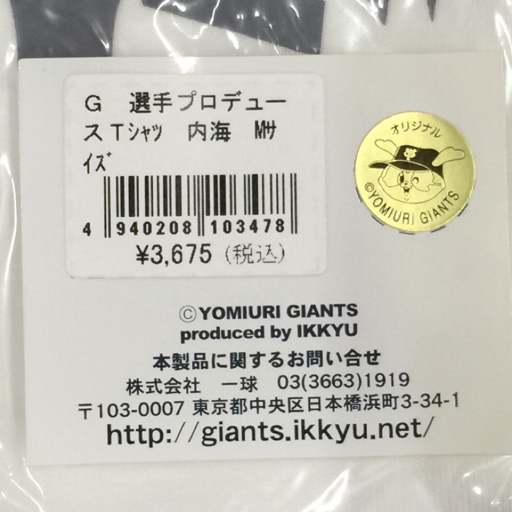 G 選手プロデュー
スTシャツ 内海 Mサ
イズ
4 940208 103478
¥3,675 (税込)
オリジナル
©YOMIURI GIANTS
©YOMIURI GIANTS
produced by IKKYU
本製品に関するお問い合せ
株式会社 一球 03(3663)1919
〒103-0007 東京都中央区日本橋浜町3-34-1
http://giants.ikkyu.net/